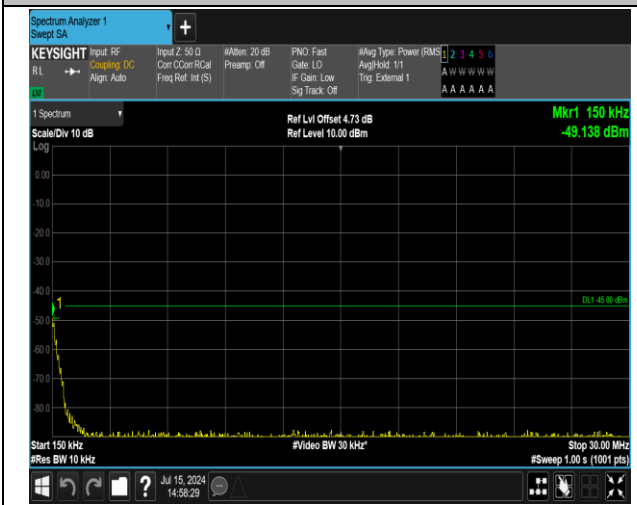 Spectrum Analyzer 1
Swept SA
+
KEYSIGHT Input: RF Input Z: 50 Ω #Atten: 20 dB PNO: Fast #Avg Type: Power (RMS 1 2 3 4 5 6
RL Coupling: DC Corr CCorr RCal Preamp: Off Gate: LO Avg|Hold: 1/1 A W W W W W
Align: Auto Freq Ref: Int (S) IF Gain: Low Trig: External 1
Sig Track: Off A A A A A A
1 Spectrum Ref Lvl Offset 4.73 dB Mkr1 150 kHz
Scale/Div 10 dB Ref Level 10.00 dBm -49.138 dBm
Log
0.00
-10.0
-20.0
-30.0
-40.0
1
DL1 -45.00 dBm
-50.0
-60.0
-70.0
-80.0
Start 150 kHz #Video BW 30 kHz* Stop 30.00 MHz
#Res BW 10 kHz #Sweep 1.00 s (1001 pts)
? Jul 15, 2024
14:58:29